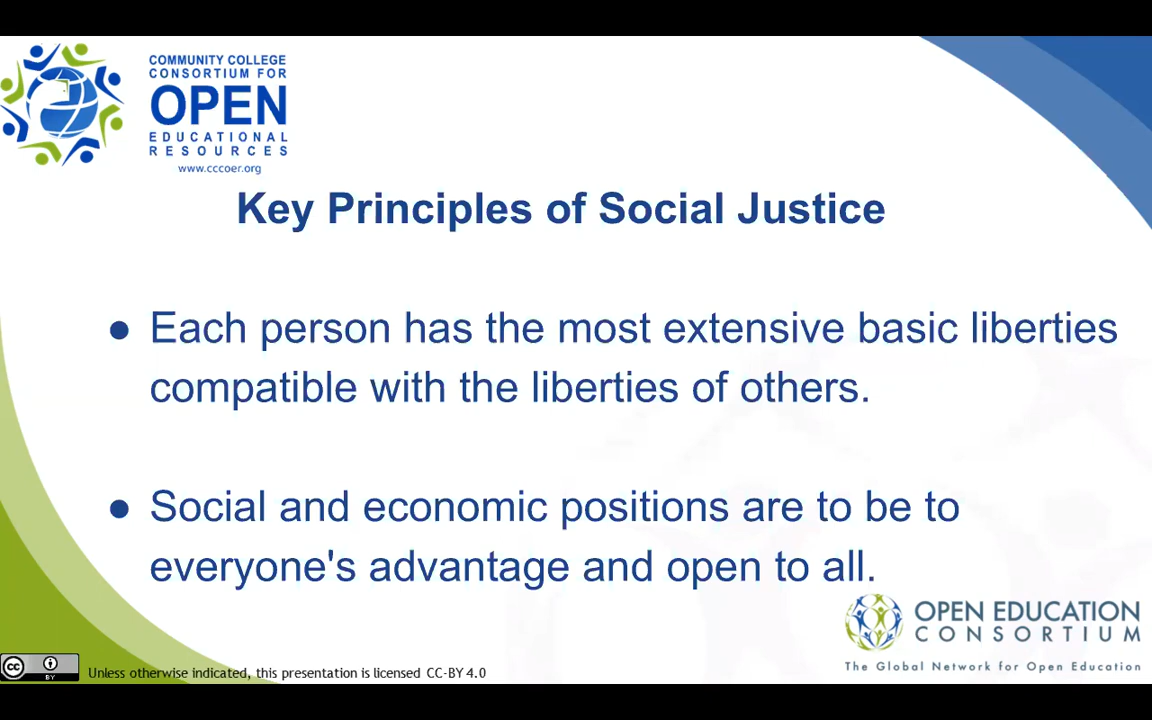 COMMUNITY COLLEGE
CONSORTIUM FOR
OPEN
EDUCATIONAL
RESOURCES
www.cccoer.org
Key Principles of Social Justice
● Each person has the most extensive basic liberties
compatible with the liberties of others.
● Social and economic positions are to be to
everyone's advantage and open to all.
OPEN EDUCATION
CONSORTIUM
The Global Network for Open Education
cc BY
Unless otherwise indicated, this presentation is licensed CC-BY 4.0